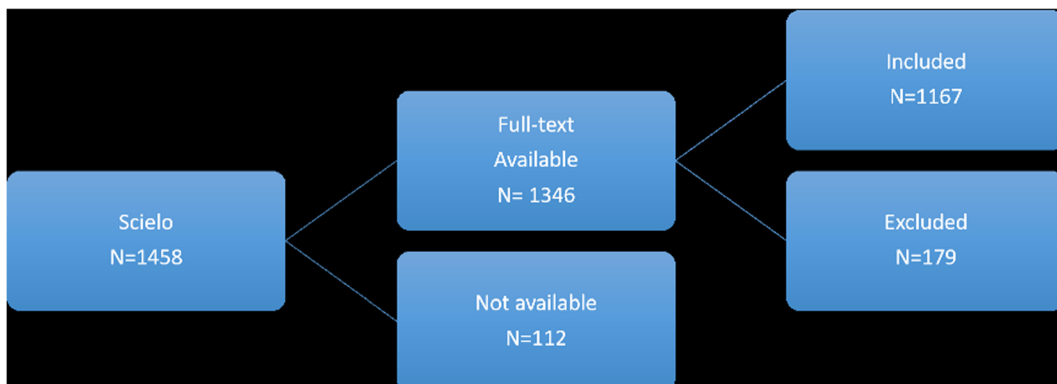 Scielo
N=1458
Full-text
Available
N= 1346
Not available
N=112
Included
N=1167
Excluded
N=179